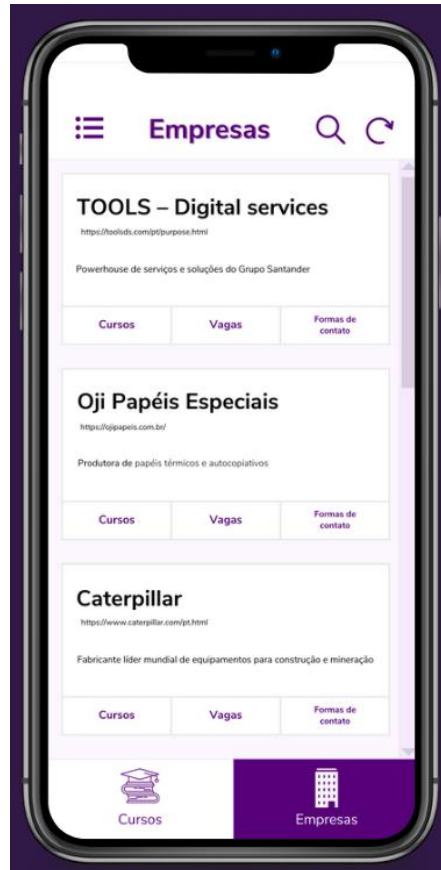 Empresas
TOOLS – Digital services
https://toolsds.com/pt/purpose.html
Powerhouse de serviços e soluções do Grupo Santander
Cursos Vagas Formas de
contato
Oji Papéis Especiais
https://ojipapeis.com.br/
Produtora de papéis térmicos e autocopiativos
Cursos Vagas Formas de
contato
Caterpillar
https://www.caterpillar.com/pt.html
Fabricante líder mundial de equipamentos para construção e mineração
Cursos Vagas Formas de
contato
Cursos Empresas